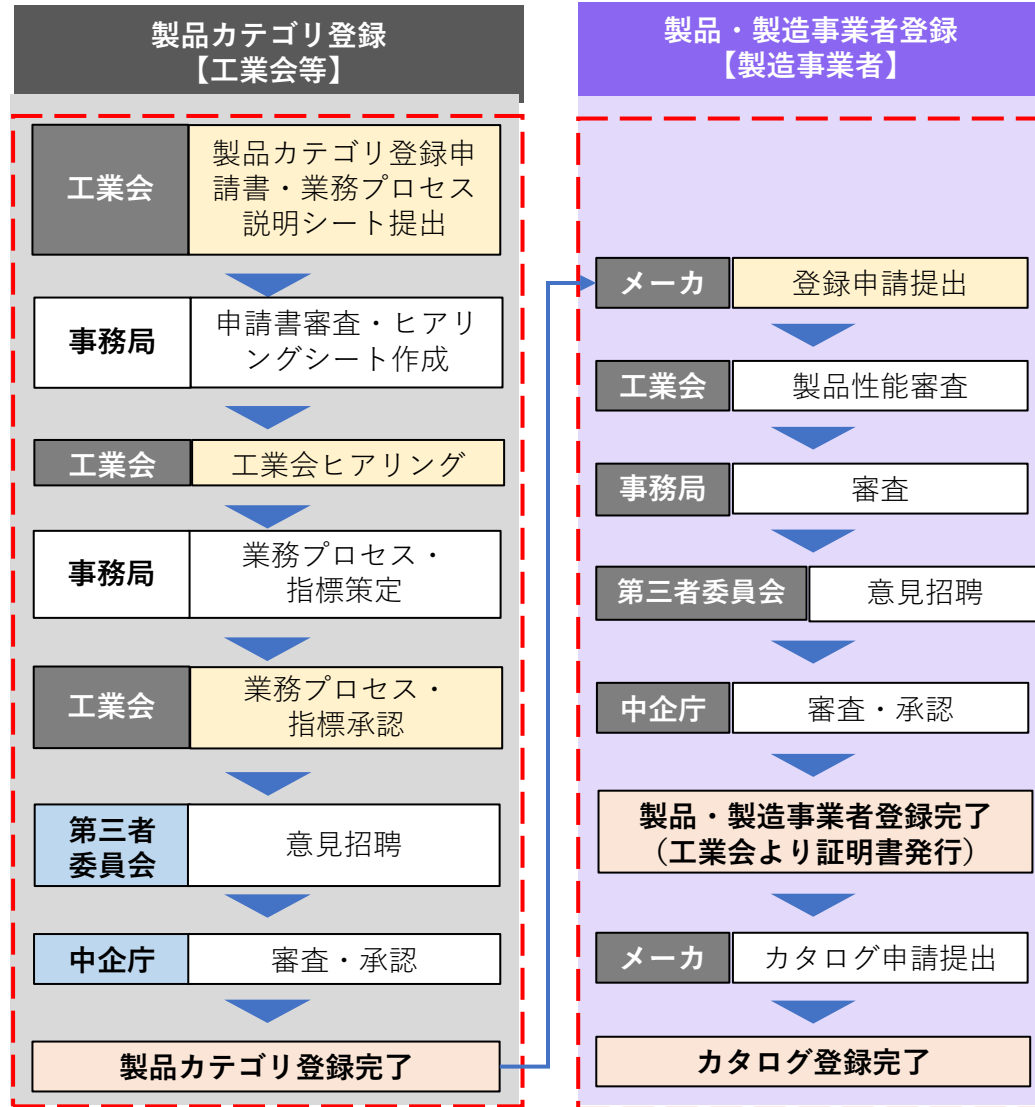 製品カテゴリ登録
【工業会等】
工業会
製品カテゴリ登録申
請書・業務プロセス
説明シート提出
事務局
申請書審査・ヒアリ
ングシート作成
工業会
工業会ヒアリング
事務局
業務プロセス・
指標策定
工業会
業務プロセス・
指標承認
第三者
委員会
意見招聘
中企庁
審査・承認
製品カテゴリ登録完了
製品・製造事業者登録
【製造事業者】
メーカ
登録申請提出
工業会
製品性能審査
事務局
審査
第三者委員会
意見招聘
中企庁
審査・承認
製品・製造事業者登録完了
（工業会より証明書発行）
メーカ
カタログ申請提出
カタログ登録完了